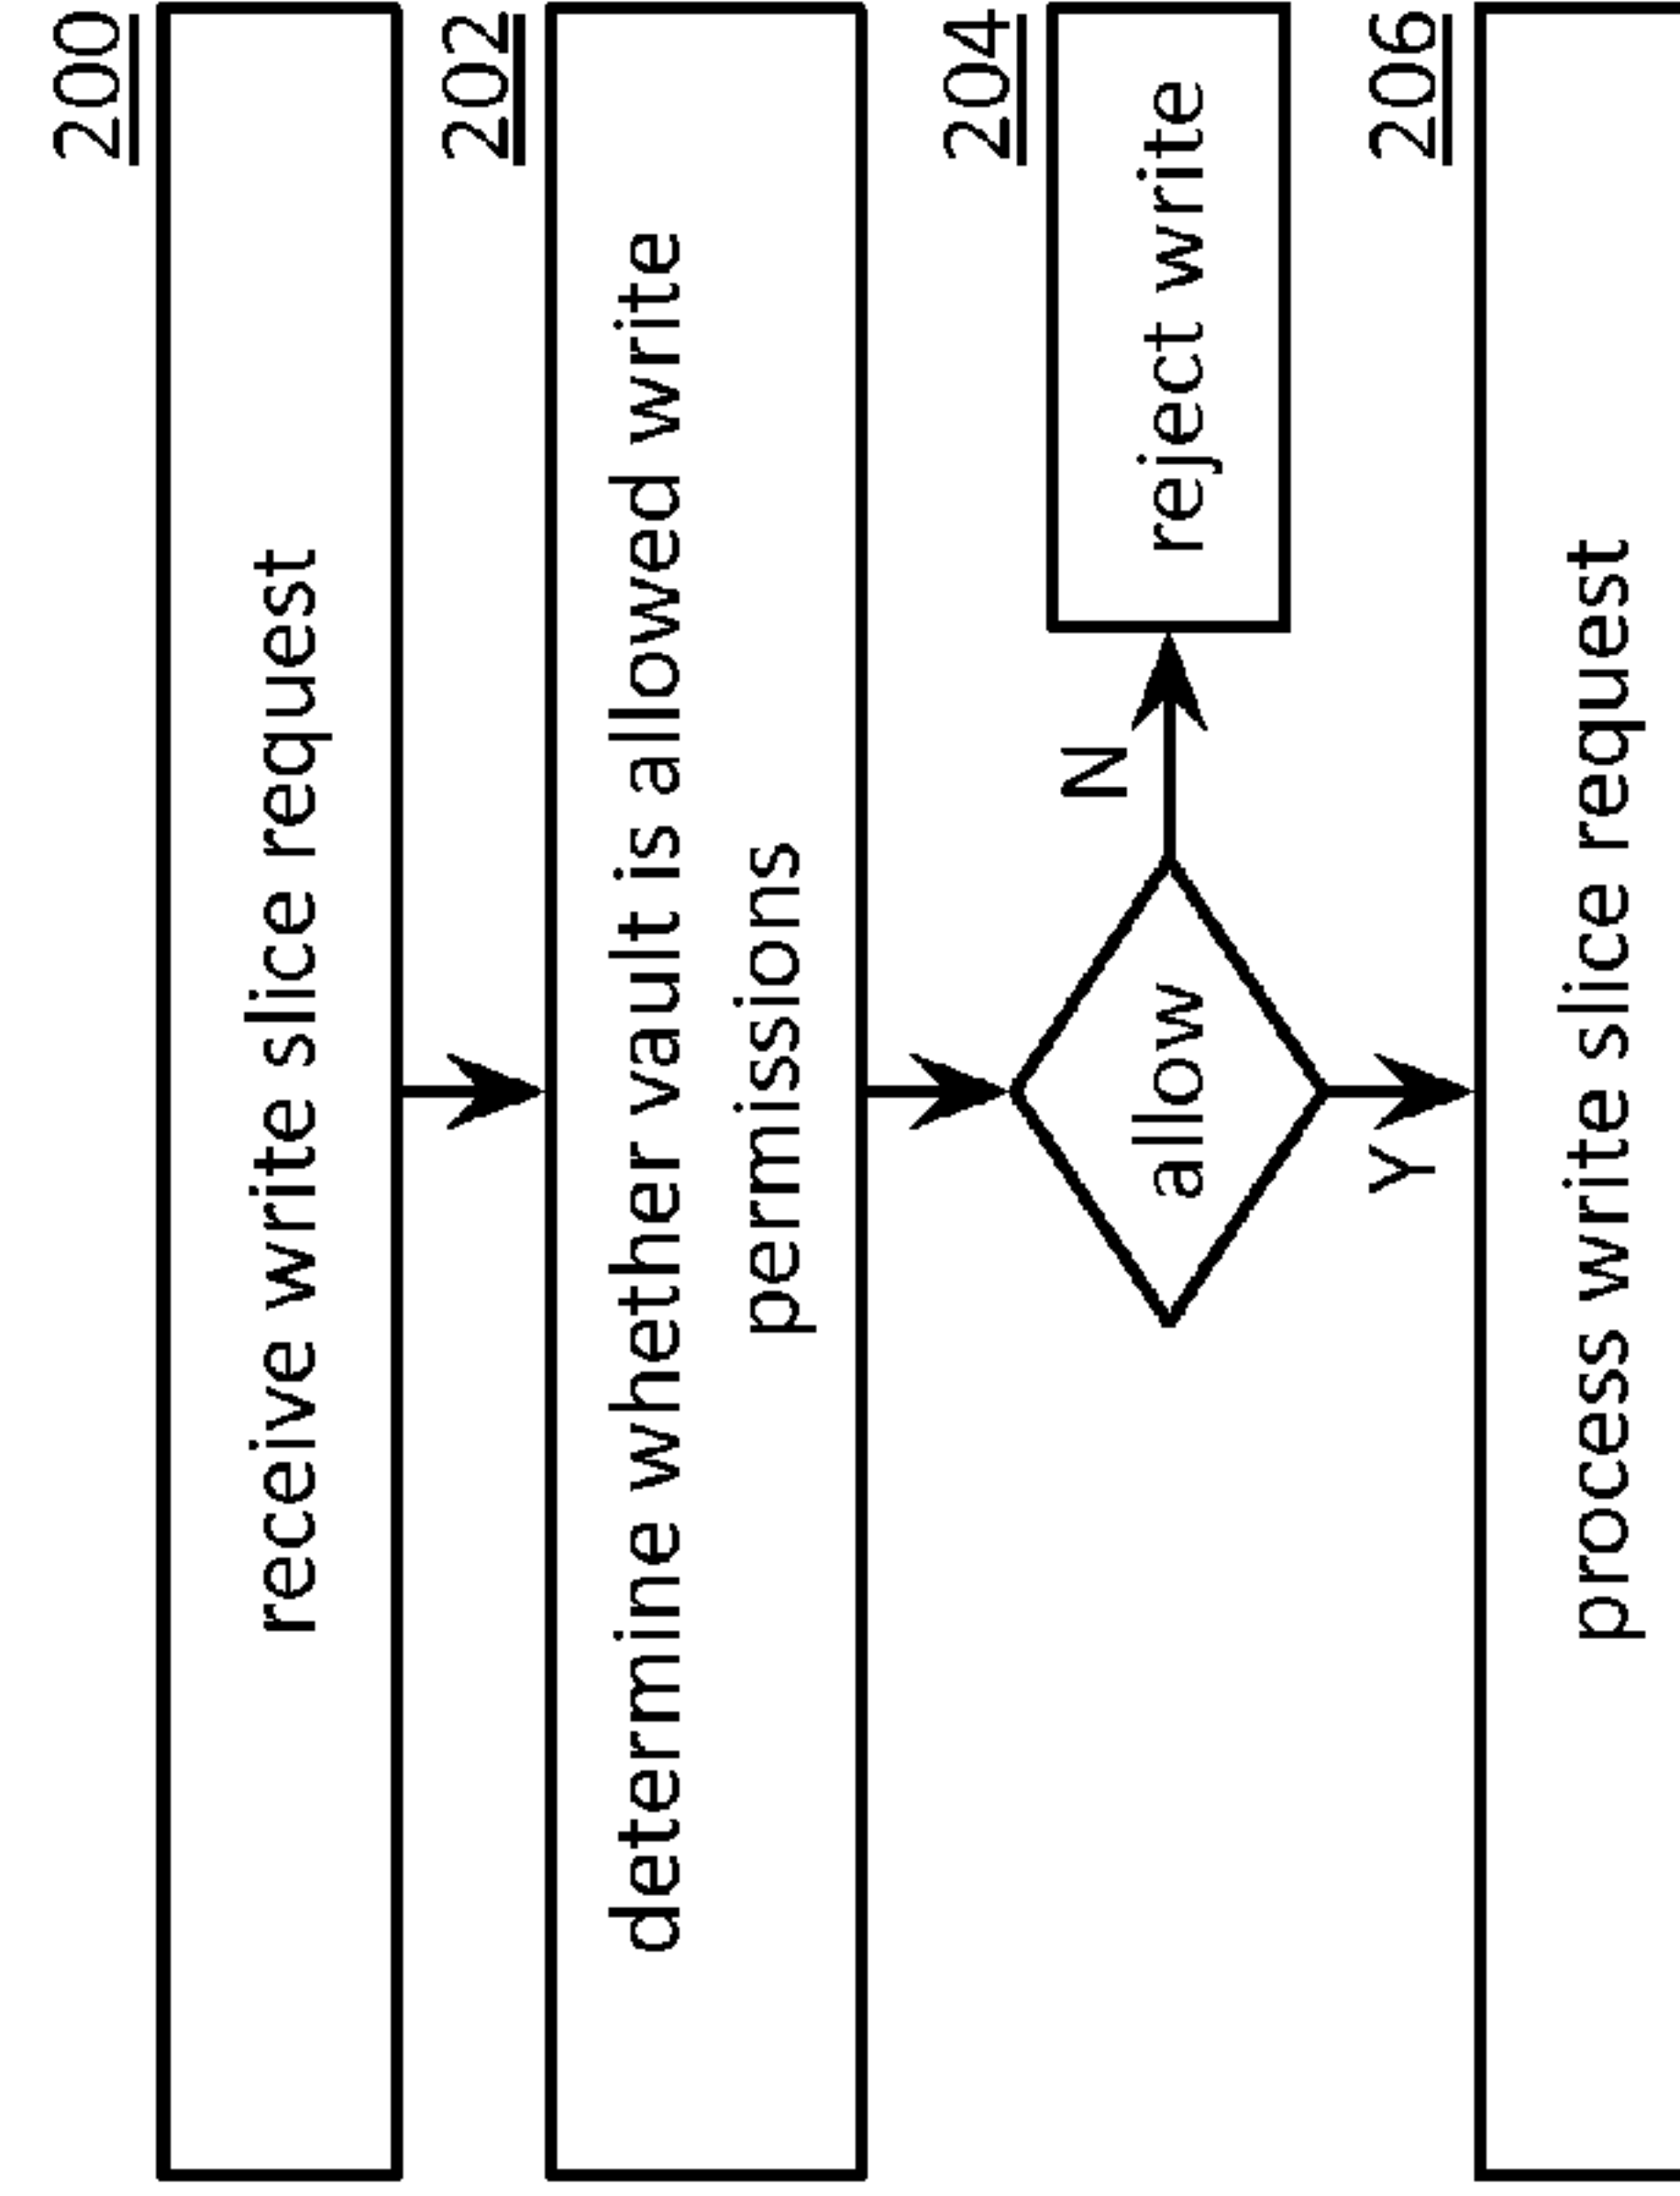 200
receive write slice request
202
determine whether vault is allowed write
permissions
204
allow
N
reject write
Y
206
process write slice request